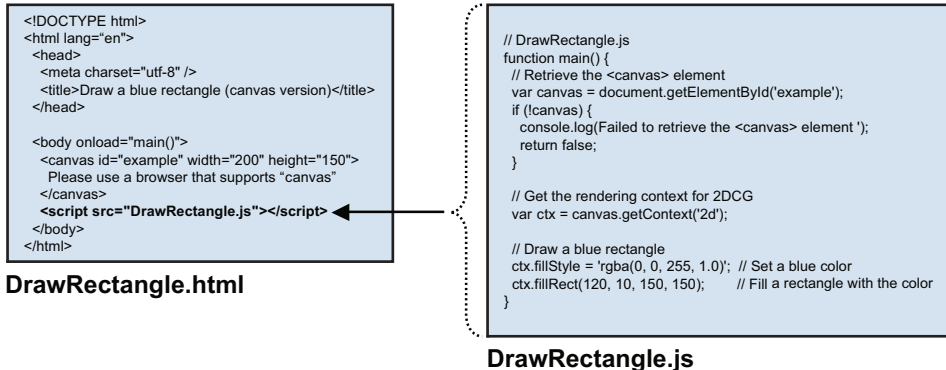 <!DOCTYPE html>
<html lang=“en">
<head>
<meta charset="utf-8" />
<title>Draw a blue rectangle (canvas version)</title>
</head>
<body onload="main()">
<canvas id="example" width="200" height="150">
Please use a browser that supports “canvas”
</canvas>
<script src="DrawRectangle.js"></script>
</body>
</html>
DrawRectangle.html
// DrawRectangle.js
function main() {
// Retrieve the <canvas> element
var canvas = document.getElementById('example');
if (!canvas) {
console.log(Failed to retrieve the <canvas> element ');
return false;
}
// Get the rendering context for 2DCG
var ctx = canvas.getContext('2d');
// Draw a blue rectangle
ctx.fillStyle = 'rgba(0, 0, 255, 1.0)'; // Set a blue color
ctx.fillRect(120, 10, 150, 150); // Fill a rectangle with the color
}
DrawRectangle.js